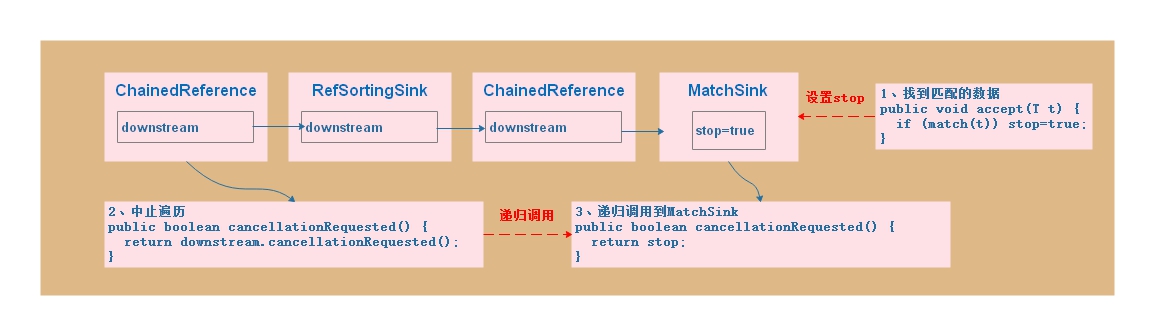 ChainedReference
downstream
RefSortingSink
downstream
ChainedReference
downstream
MatchSink
stop=true
设置stop
1、找到匹配的数据
public void accept(T t) {
if (match(t)) stop=true;
}
2、中止遍历
public boolean cancellationRequested() {
return downstream.cancellationRequested();
}
递归调用
3、递归调用到MatchSink
public boolean cancellationRequested() {
return stop;
}